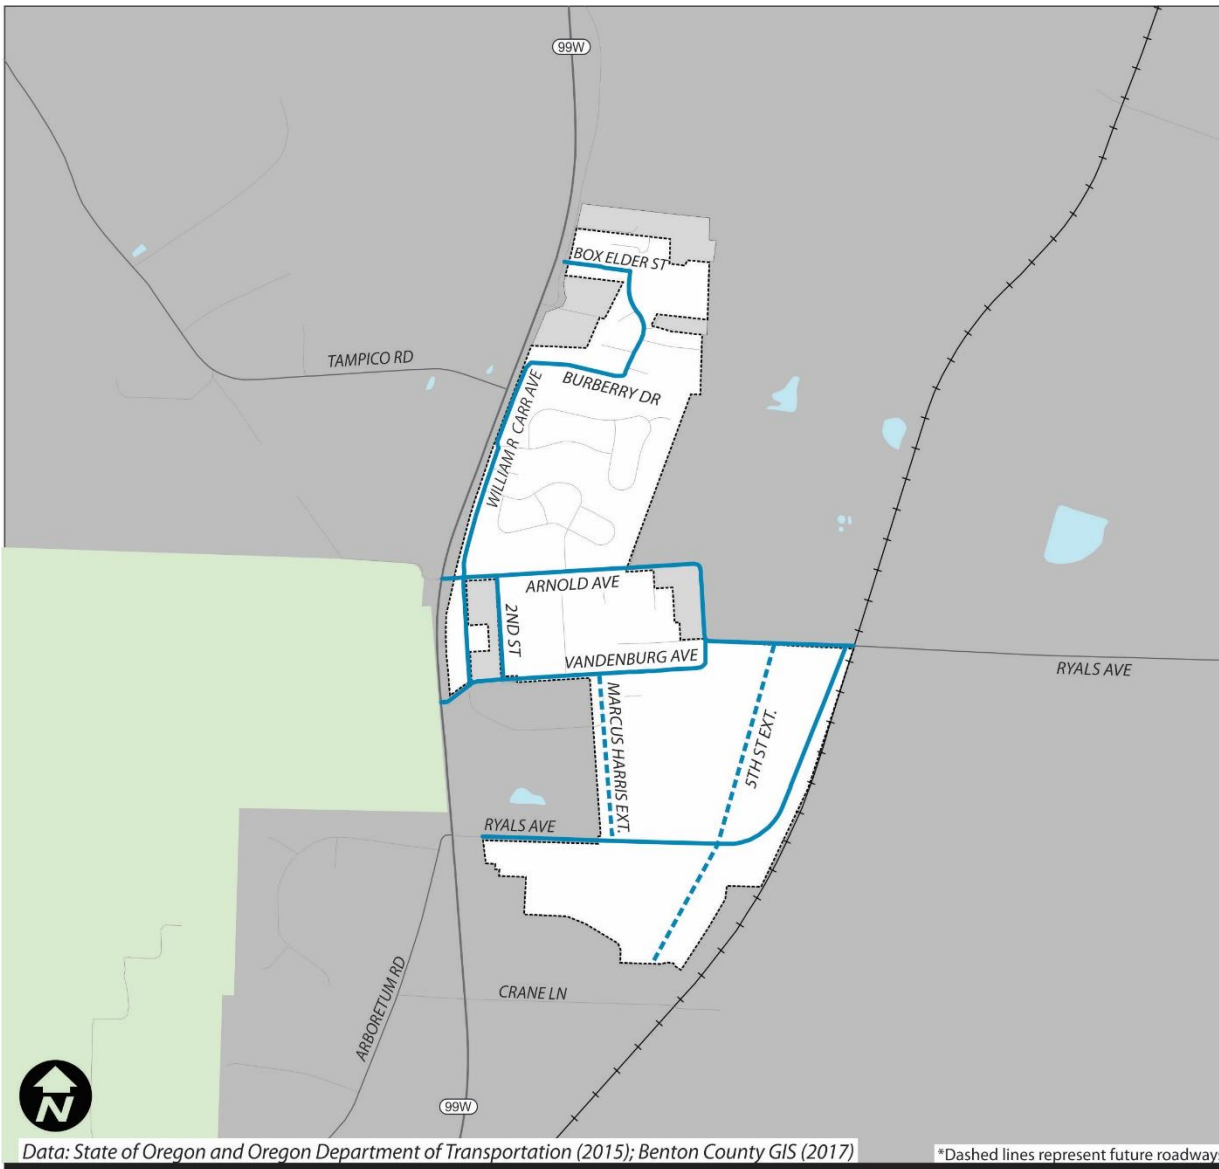 99W
BOX ELDER ST
TAMPICO RD
BURBERRY DR
WILLIAM R CARR AVE
ARNOLD AVE
2ND ST
VANDENBURG AVE
RYALS AVE
MARCUS HARRIS EXT.
5TH ST EXT.
RYALS AVE
ARBORETUM RD
CRANE LN
N
99W
Data: State of Oregon and Oregon Department of Transportation (2015); Benton County GIS (2017)
*Dashed lines represent future roadway